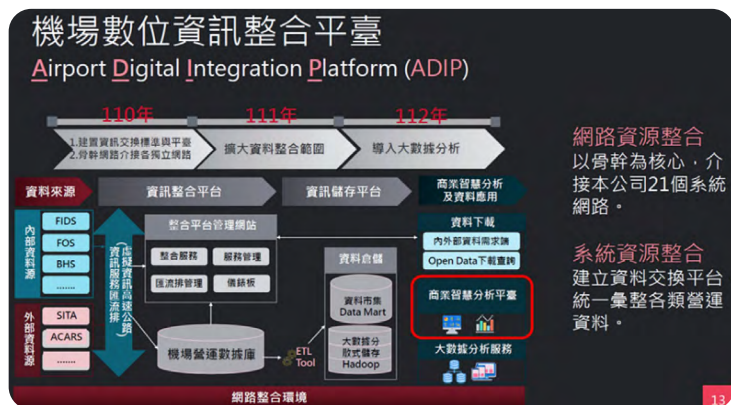 機場數位資訊整合平臺
Airport Digital Integration Platform (ADIP)
110年
111年
112年
1.建置資訊交換標準與平臺
2.骨幹網路介接各獨立網路
擴大資料整合範圍
導入大數據分析
資料來源
資訊整合平台
資訊儲存平台
商業智慧分析
及資料應用
內部資料源
FIDS
FOS
BHS
.......
外部資料源
SITA
ACARS
.......
資訊服務匯流排
(虛擬資訊高速公路)
整合平台管理網站
整合服務
服務管理
匯流排管理
儀錶板
機場營運數據庫
ETL
Tool
資料倉儲
資料市集
Data Mart
大數據分
散式儲存
Hadoop
資料下載
內外部資料需求端
Open Data下載查詢
商業智慧分析平臺
大數據分析服務
網路整合環境
網路資源整合
以骨幹為核心，介
接本公司21個系統
網路。
系統資源整合
建立資料交換平台
統一彙整各類營運
資料。
13